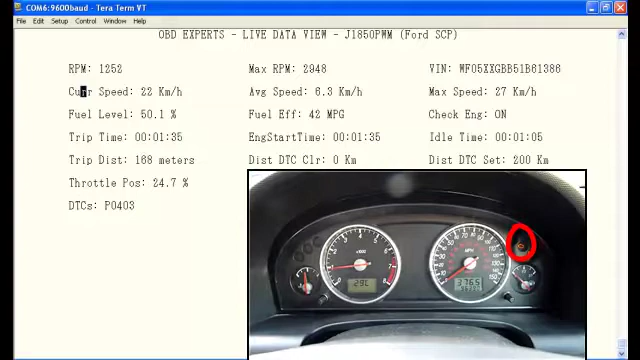 COM6:9600baud - Tera Term VT
File Edit Setup Control Window Help
OBD EXPERTS - LIVE DATA VIEW - J1850PWM (Ford SCP)
RPM: 1252 Max RPM: 2948 VIN: WF05XXGBB51B61386
Curr Speed: 22 Km/h Avg Speed: 6.3 Km/h Max Speed: 27 Km/h
Fuel Level: 50.1 % Fuel Eff: 42 MPG Check Eng: ON
Trip Time: 00:01:35 EngStartTime: 00:01:35 Idle Time: 00:01:05
Trip Dist: 168 meters Dist DTC Clr: 0 Km Dist DTC Set: 200 Km
Throttle Pos: 24.7 %
DTCs: P0403